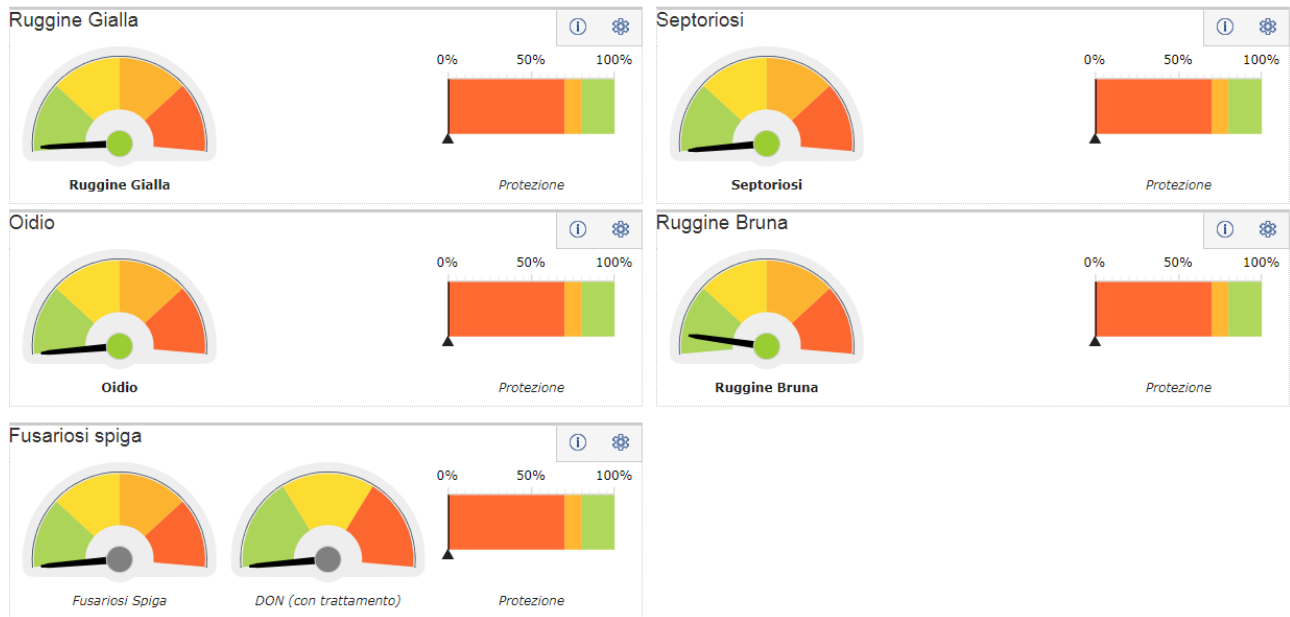 Ruggine Gialla
0% 50% 100%
Ruggine Gialla
Protezione
Septoriosi
0% 50% 100%
Septoriosi
Protezione
Oidio
0% 50% 100%
Oidio
Protezione
Ruggine Bruna
0% 50% 100%
Ruggine Bruna
Protezione
Fusariosi spiga
0% 50% 100%
Fusariosi Spiga
DON (con trattamento)
Protezione